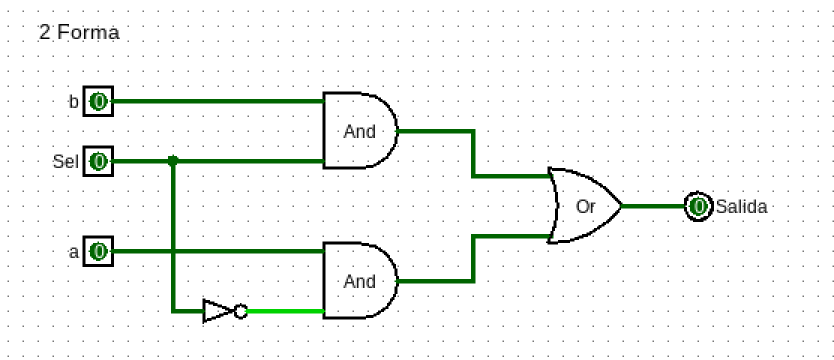 2 Forma
b 0
And
Sel 0
Or
0 Salida
a 0
And